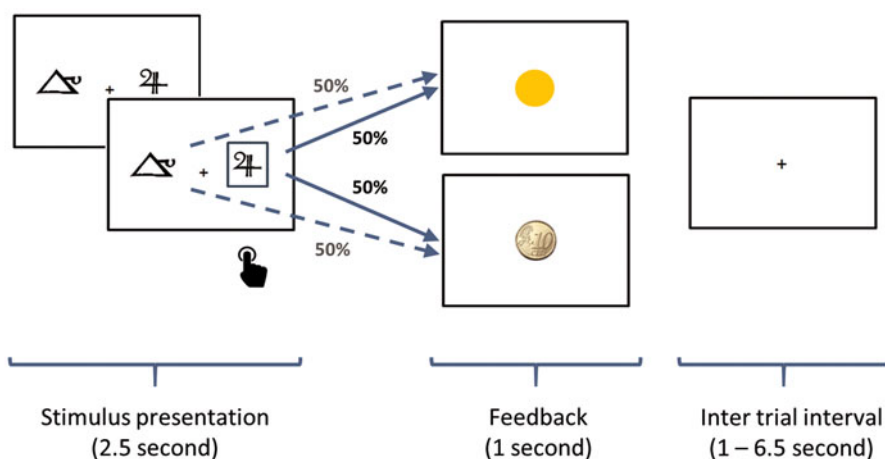 50%
50%
50%
50%
10
Stimulus presentation
(2.5 second)
Feedback
(1 second)
Inter trial interval
(1 – 6.5 second)